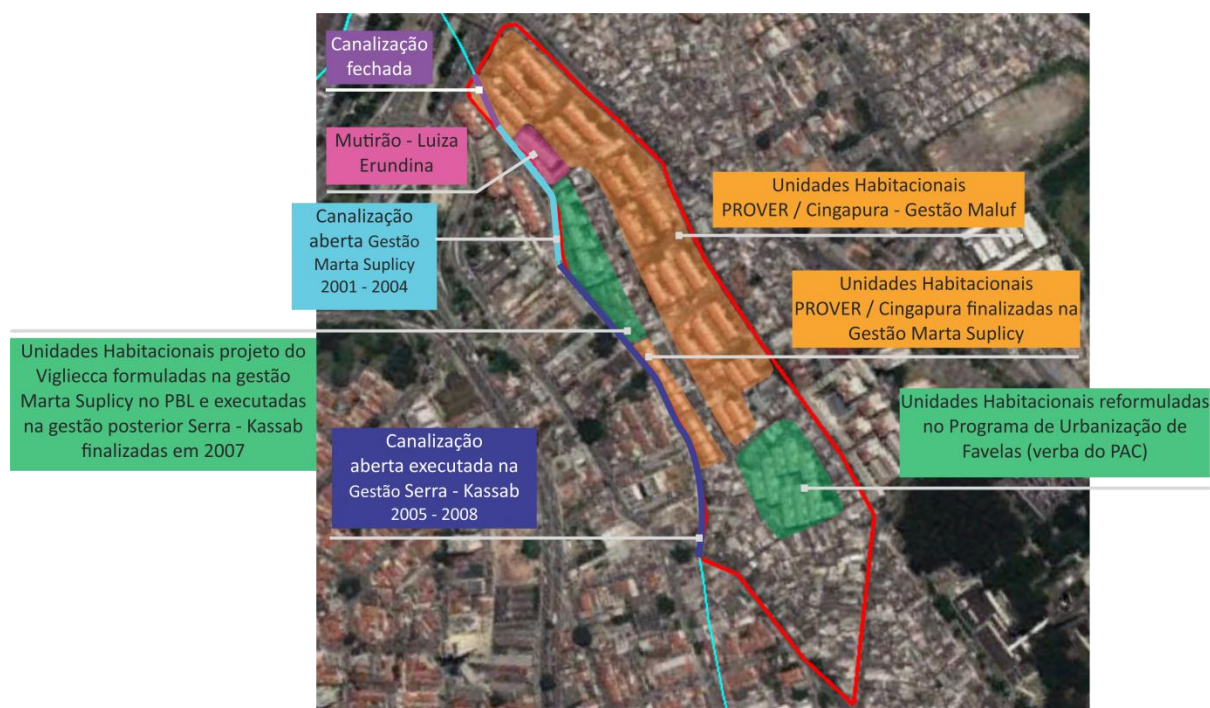 Canalização
fechada
Mutirão - Luiza
Erundina
Canalização
aberta Gestão
Marta Suplicy
2001 - 2004
Unidades Habitacionais projeto do
Vigliecca formuladas na gestão
Marta Suplicy no PBL e executadas
na gestão posterior Serra - Kassab
finalizadas em 2007
Canalização
aberta executada na
Gestão Serra - Kassab
2005 - 2008
Unidades Habitacionais
PROVER / Cingapura - Gestão Maluf
Unidades Habitacionais
PROVER / Cingapura finalizadas na
Gestão Marta Suplicy
Unidades Habitacionais reformuladas
no Programa de Urbanização de
Favelas (verba do PAC)